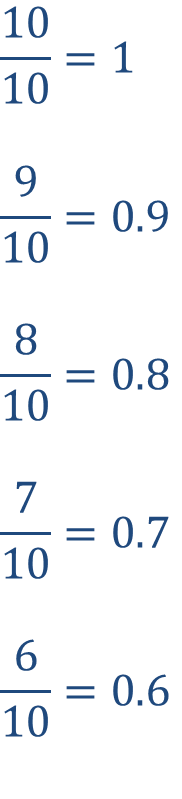 10/10 = 1
9/10 = 0.9
8/10 = 0.8
7/10 = 0.7
6/10 = 0.6